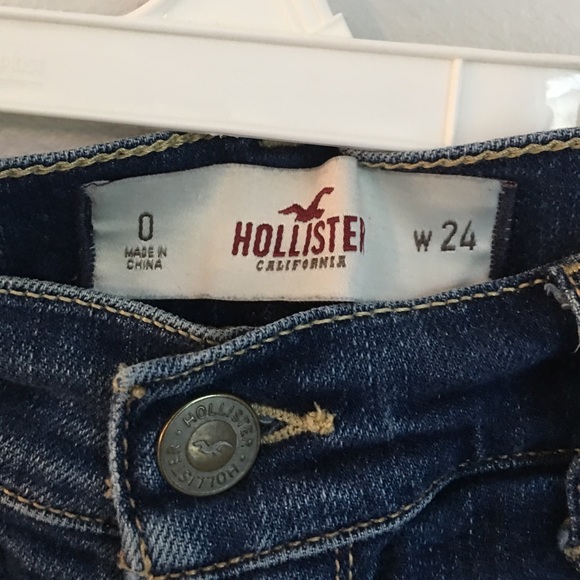 0
MADE IN
CHINA
HOLLISTER
CALIFORNIA
W 24
HOLLISTER · HOLLISTER ·